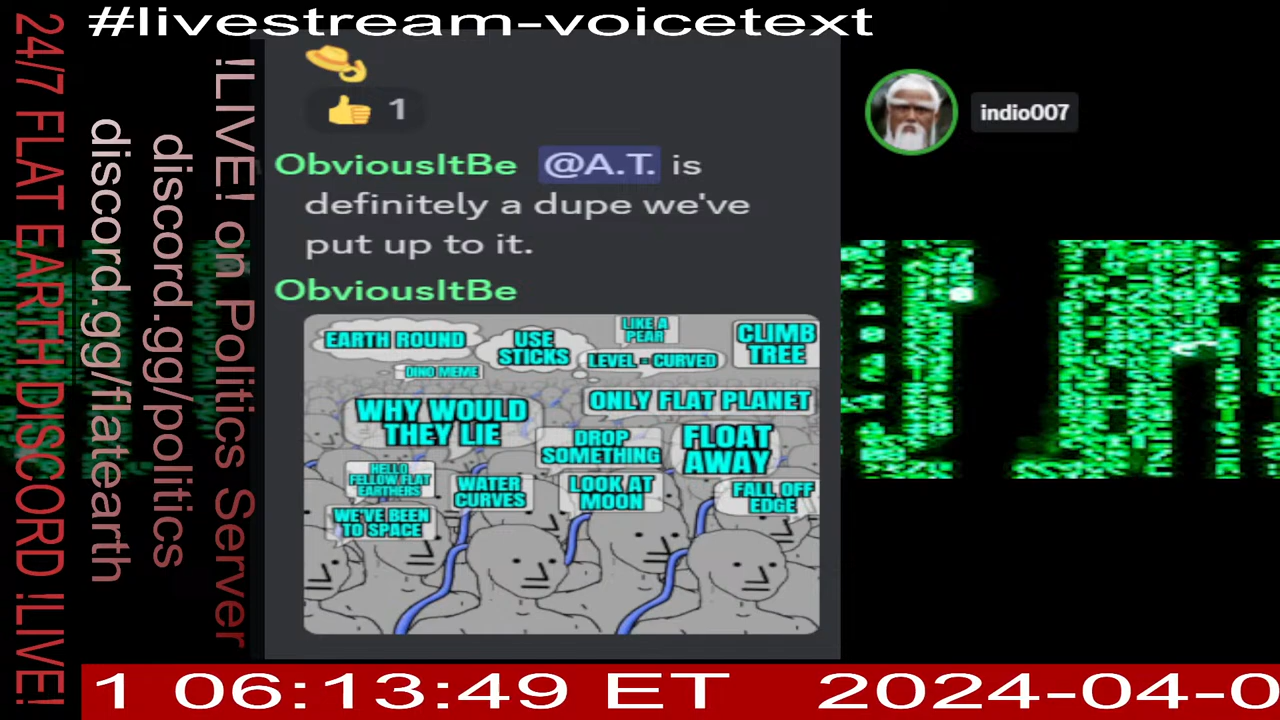 #livestream-voicetext
24/7 FLAT EARTH DISCORD !LIVE!
discord.gg/flatearth
discord.gg/politics
!LIVE! on Politics Server
1
ObviousItBe @A.T. is
definitely a dupe we've
put up to it.
ObviousItBe
EARTH ROUND
USE
STICKS
LIKE A
PEAR
CLIMB
TREE
DINO MEME
LEVEL = CURVED
WHY WOULD
THEY LIE
ONLY FLAT PLANET
DROP
SOMETHING
FLOAT
AWAY
HELLO
FELLOW FLAT
EARTHERS
WATER
CURVES
LOOK AT
MOON
FALL OFF
EDGE
WE'VE BEEN
TO SPACE
indio007
1 06:13:49 ET 2024-04-0